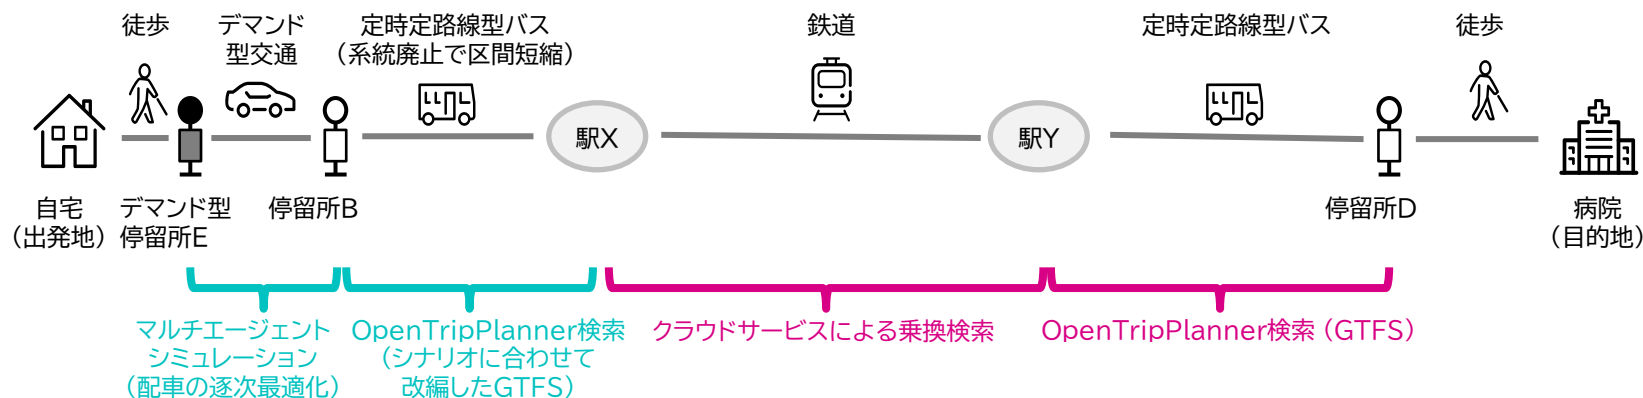 徒歩
デマンド
型交通
定時定路線型バス
（系統廃止で区間短縮）
鉄道
定時定路線型バス
徒歩
駅X
駅Y
自宅
（出発地）
デマンド型
停留所E
停留所B
停留所D
病院
（目的地）
マルチエージェント
シミュレーション
（配車の逐次最適化）
OpenTripPlanner検索
（シナリオに合わせて
改編したGTFS）
クラウドサービスによる乗換検索
OpenTripPlanner検索（GTFS）